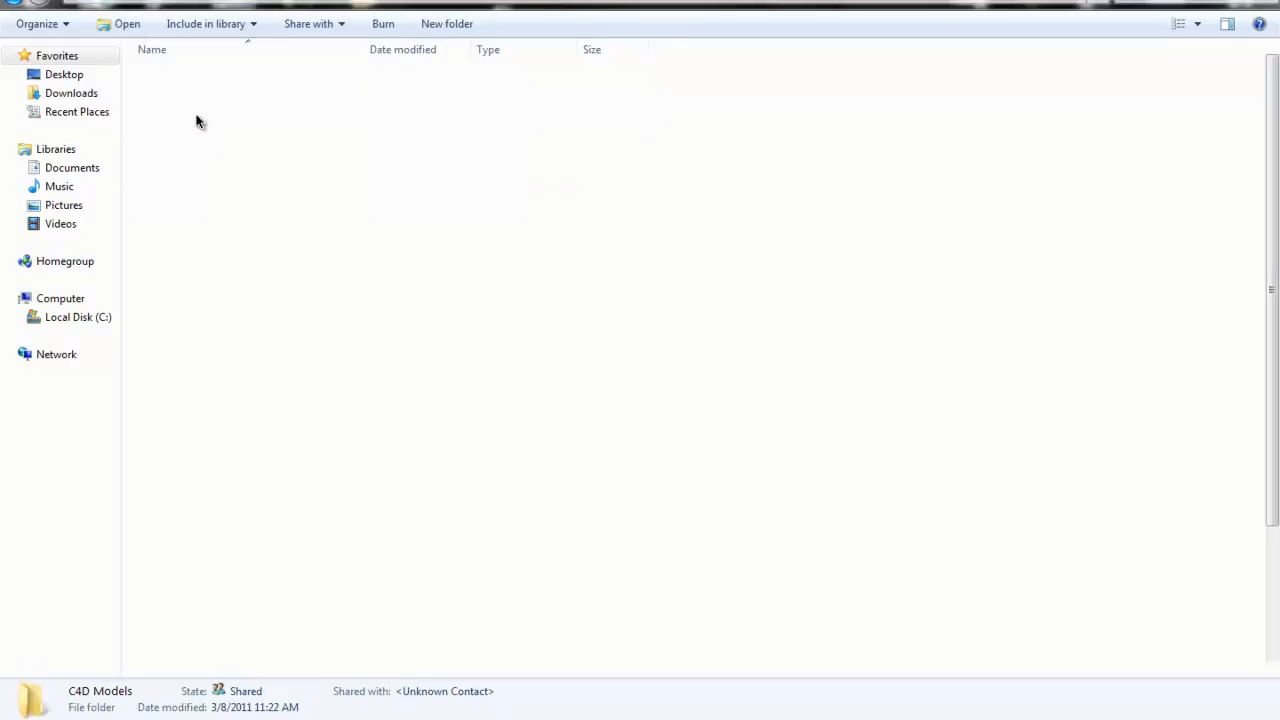 Organize
Open
Include in library
Share with
Burn
New folder
Name
Date modified
Type
Size
Favorites
Desktop
Downloads
Recent Places
Libraries
Documents
Music
Pictures
Videos
Homegroup
Computer
Local Disk (C:)
Network
C4D Models State: Shared Shared with: <Unknown Contact>
File folder Date modified: 3/8/2011 11:22 AM